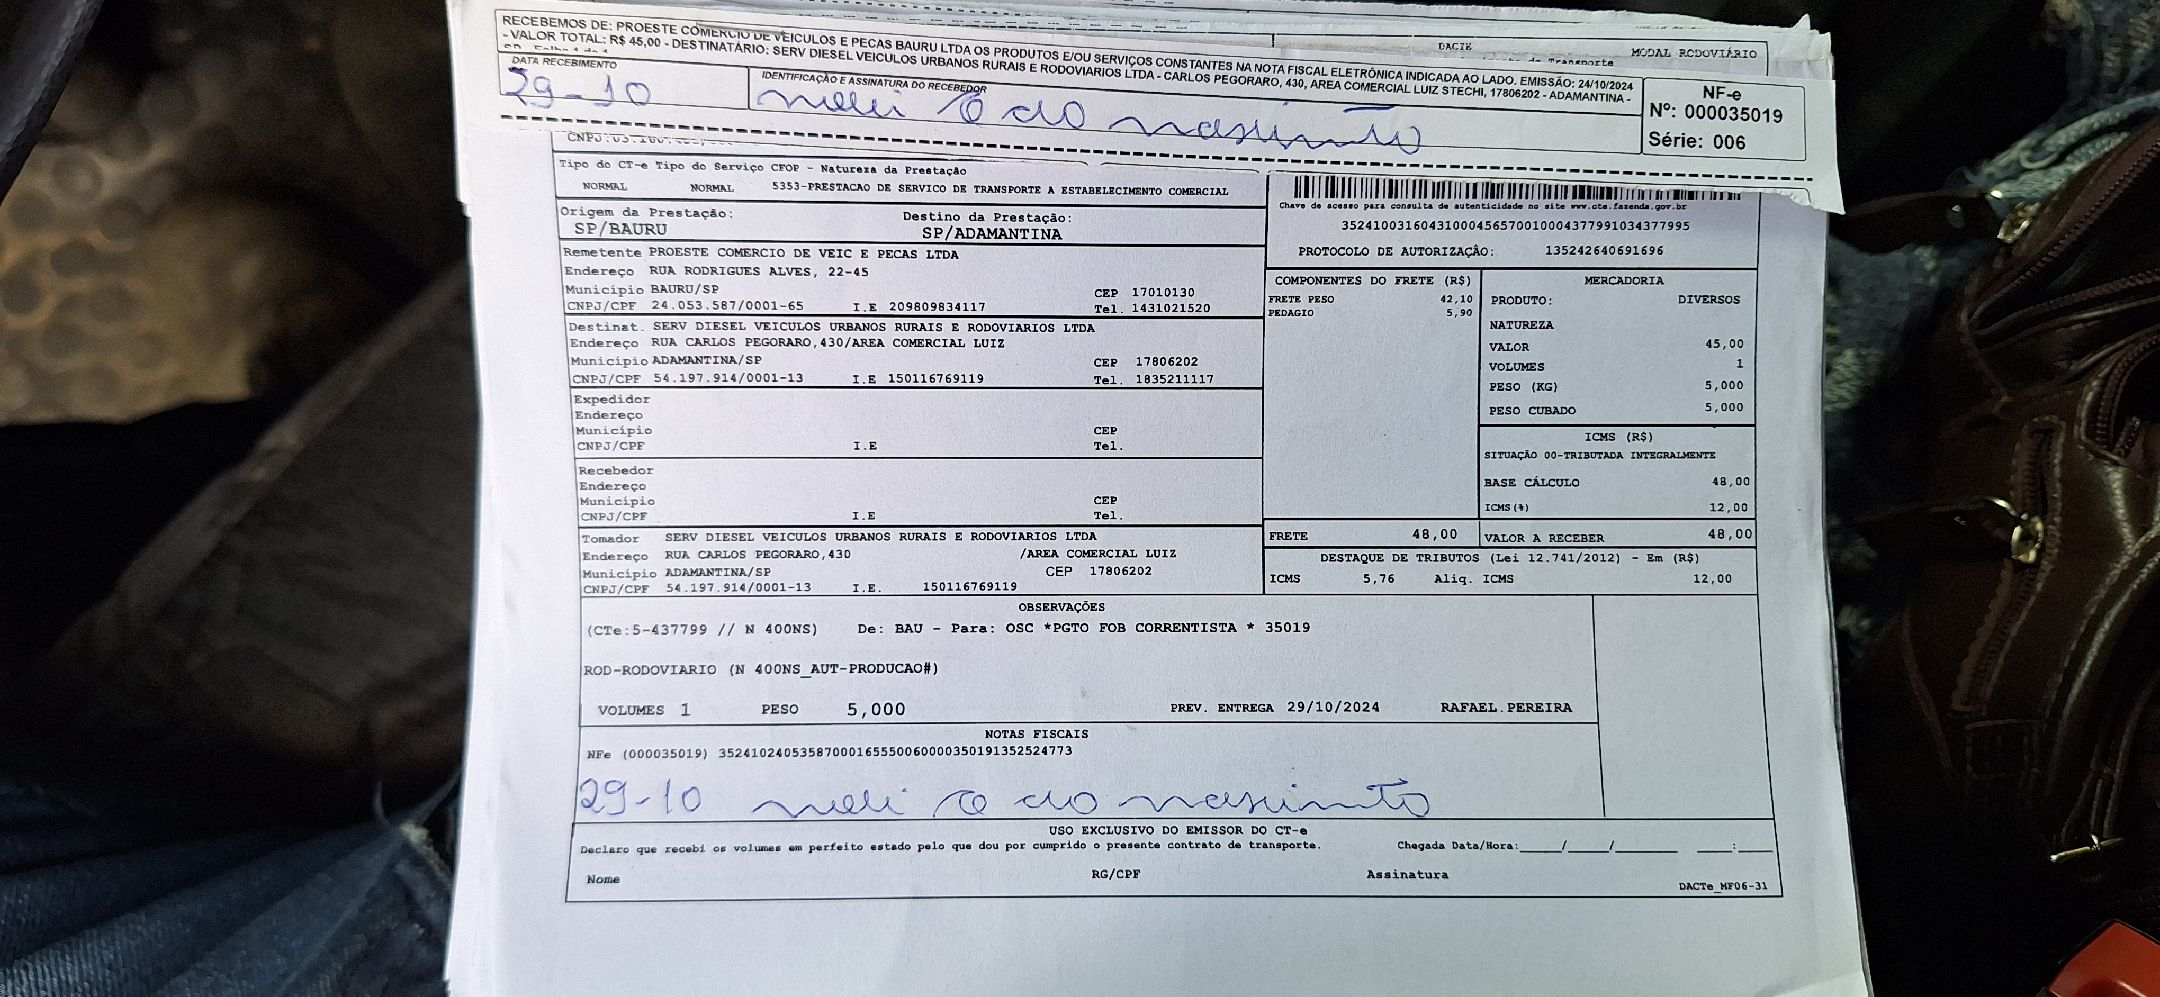 RECEBEMOS DE: PROESTE COMERCIO DE VEICULOS E PECAS BAURU LTDA OS PRODUTOS E/OU SERVIÇOS CONSTANTES NA NOTA FISCAL ELETRÔNICA INDICADA AO LADO. EMISSÃO: 24/10/2024
- VALOR TOTAL: R$ 45,00 - DESTINATÁRIO: SERV DIESEL VEICULOS URBANOS RURAIS E RODOVIARIOS LTDA - CARLOS PEGORARO, 430, AREA COMERCIAL LUIZ STECHI, 17806202 - ADAMANTINA -
DACTE MODAL RODOVIÁRIO
DATA RECEBIMENTO IDENTIFICAÇÃO E ASSINATURA DO RECEBEDOR
29-10 do
NF-e
Nº: 000035019
Série: 006
Tipo do CT-e Tipo do Serviço CFOP - Natureza da Prestação
NORMAL NORMAL 5353-PRESTACAO DE SERVICO DE TRANSPORTE A ESTABELECIMENTO COMERCIAL
Origem da Prestação: Destino da Prestação:
SP/BAURU SP/ADAMANTINA
Chave de acesso para consulta de autenticidade no site www.cte.fazenda.gov.br
35241003160431000456570010004377991034377995
PROTOCOLO DE AUTORIZAÇÃO: 135242640691696
Remetente PROESTE COMERCIO DE VEIC E PECAS LTDA
Endereço RUA RODRIGUES ALVES, 22-45
Município BAURU/SP CEP 17010130
CNPJ/CPF 24.053.587/0001-65 I.E 209809834117 Tel. 1431021520
Destinat. SERV DIESEL VEICULOS URBANOS RURAIS E RODOVIARIOS LTDA
Endereço RUA CARLOS PEGORARO,430/AREA COMERCIAL LUIZ
Município ADAMANTINA/SP CEP 17806202
CNPJ/CPF 54.197.914/0001-13 I.E 150116769119 Tel. 1835211117
Expedidor
Endereço
Município CEP
CNPJ/CPF I.E Tel.
Recebedor
Endereço
Município CEP
CNPJ/CPF I.E Tel.
Tomador SERV DIESEL VEICULOS URBANOS RURAIS E RODOVIARIOS LTDA
Endereço RUA CARLOS PEGORARO,430 /AREA COMERCIAL LUIZ
Município ADAMANTINA/SP CEP 17806202
CNPJ/CPF 54.197.914/0001-13 I.E. 150116769119
COMPONENTES DO FRETE (R$)
FRETE PESO 42,10
PEDAGIO 5,90
MERCADORIA
PRODUTO: DIVERSOS
NATUREZA
VALOR 45,00
VOLUMES 1
PESO (KG) 5,000
PESO CUBADO 5,000
ICMS (R$)
SITUAÇÃO 00-TRIBUTADA INTEGRALMENTE
BASE CÁLCULO 48,00
ICMS(%) 12,00
FRETE 48,00 VALOR A RECEBER 48,00
DESTAQUE DE TRIBUTOS (Lei 12.741/2012) - Em (R$)
ICMS 5,76 Aliq. ICMS 12,00
OBSERVAÇÕES
(CTe:5-437799 // N 400NS) De: BAU - Para: OSC *PGTO FOB CORRENTISTA * 35019
ROD-RODOVIARIO (N 400NS_AUT-PRODUCAO#)
VOLUMES 1 PESO 5,000 PREV. ENTREGA 29/10/2024 RAFAEL.PEREIRA
NOTAS FISCAIS
NFe (000035019) 35241024053587000165550060000350191352524773
29-10 do
USO EXCLUSIVO DO EMISSOR DO CT-e
Declaro que recebi os volumes em perfeito estado pelo que dou por cumprido o presente contrato de transporte. Chegada Data/Hora:____/____/______ ___:___
Nome RG/CPF Assinatura
DACTe_MF06-31